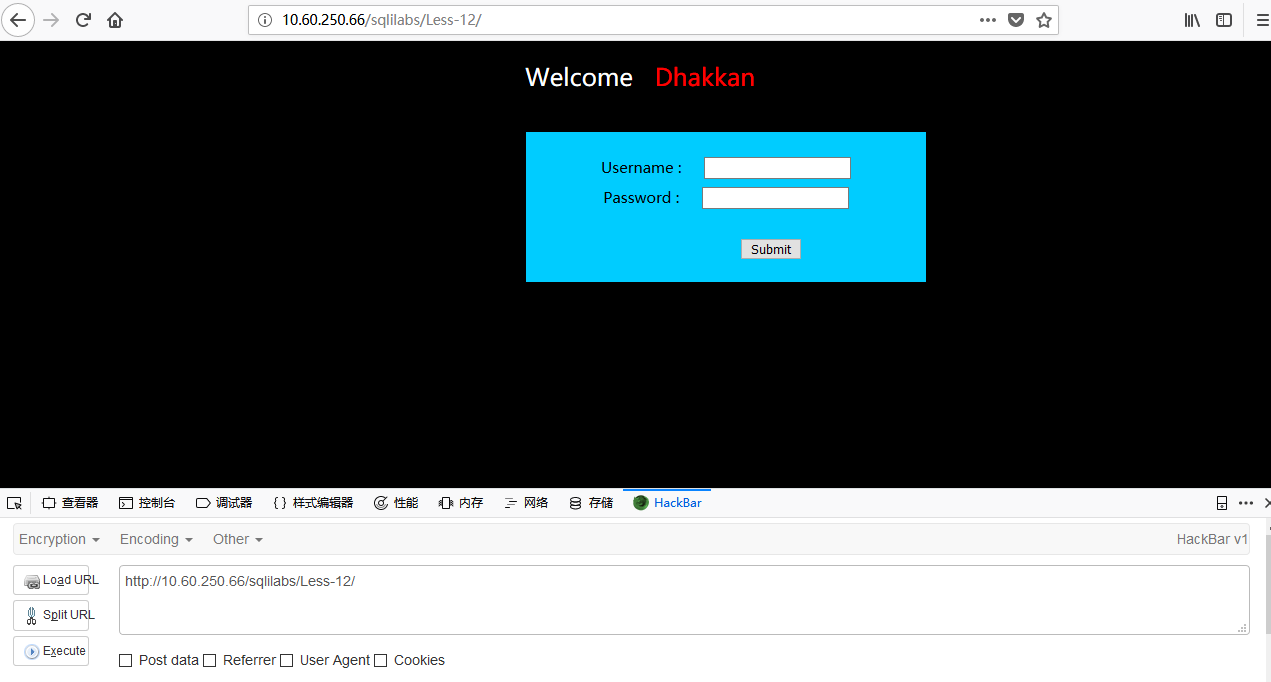 10.60.250.66/sqlilabs/Less-12/
Welcome Dhakkan
Username :
Password :
Submit
查看器 控制台 调试器 {} 样式编辑器 性能 内存 网络 存储 HackBar
Encryption Encoding Other HackBar v1
Load URL
http://10.60.250.66/sqlilabs/Less-12/
Split URL
Execute
Post data Referrer User Agent Cookies